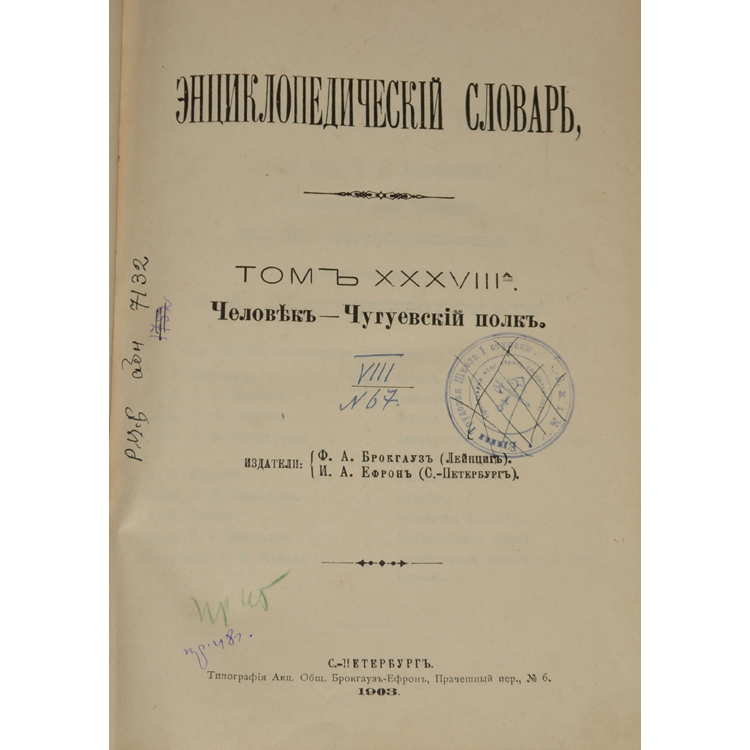 ЭНЦИКЛОПЕДИЧЕСКІЙ СЛОВАРЬ,
ТОМЪ XXXVIIIᴬ.
Человѣкъ—Чугуевскій полкъ.
VIII
№ 67.
7132
ИЗДАТЕЛИ:
Ф. А. Брокгаузъ (Лейпцигъ).
И. А. Ефронъ (С.-Петербургъ).
С.-ПЕТЕРБУРГЪ.
Типографія Акц. Общ. Брокгаузъ-Ефронъ, Прачешный пер., № 6.
1903.